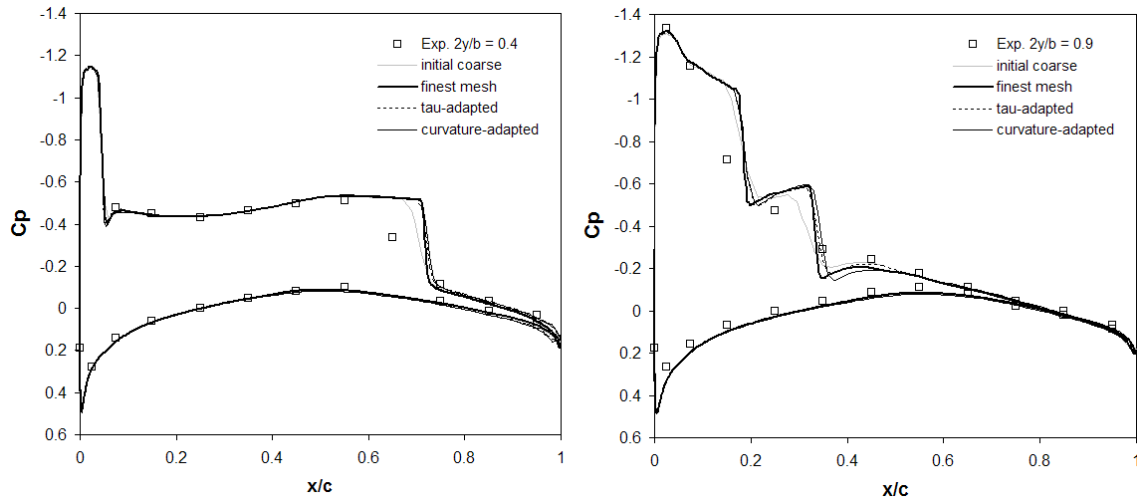 -1.4
-1.2
-1
-0.8
-0.6
-0.4
-0.2
0
0.2
0.4
0.6
Cp
Exp. 2y/b = 0.4
initial coarse
finest mesh
tau-adapted
curvature-adapted
0 0.2 0.4 0.6 0.8 1
x/c
-1.4
-1.2
-1
-0.8
-0.6
-0.4
-0.2
0
0.2
0.4
0.6
Cp
Exp. 2y/b = 0.9
initial coarse
finest mesh
tau-adapted
curvature-adapted
0 0.2 0.4 0.6 0.8 1
x/c